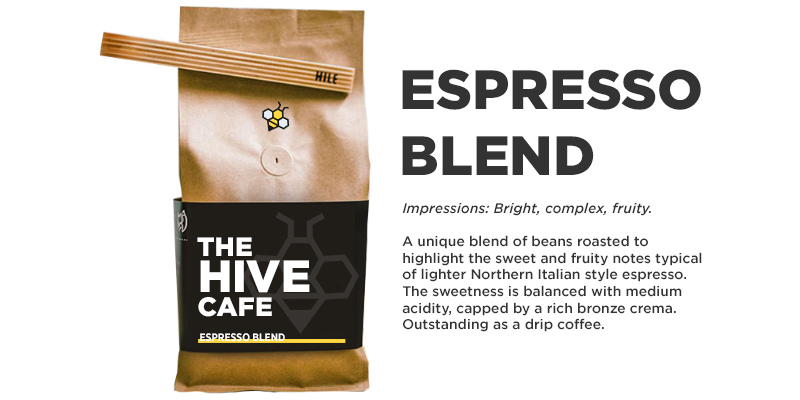 HILE
THE
HIVE
CAFE
ESPRESSO BLEND
ESPRESSO
BLEND
Impressions: Bright, complex, fruity.
A unique blend of beans roasted to
highlight the sweet and fruity notes typical
of lighter Northern Italian style espresso.
The sweetness is balanced with medium
acidity, capped by a rich bronze crema.
Outstanding as a drip coffee.